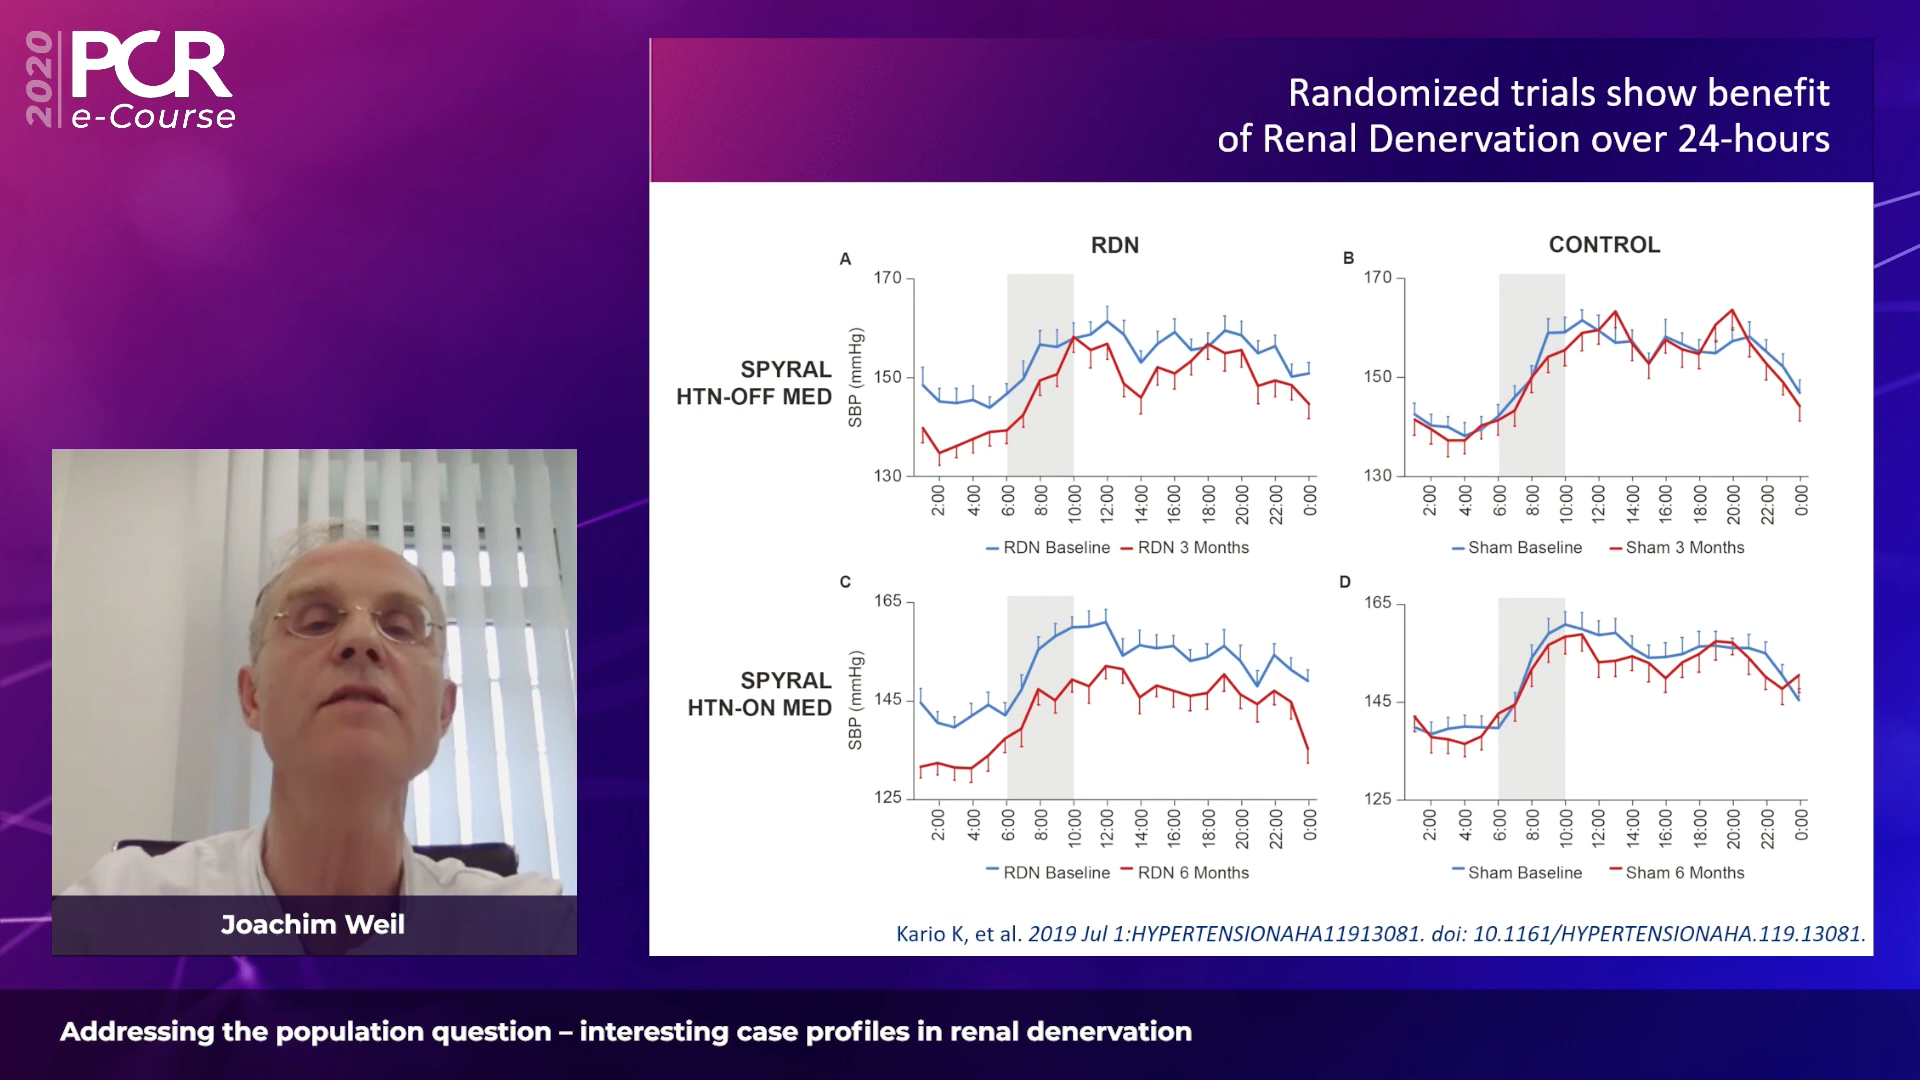 2020
PCR
e-Course
Randomized trials show benefit
of Renal Denervation over 24-hours
RDN
CONTROL
A
B
SPYRAL
HTN-OFF MED
SBP (mmHg)
170
150
130
2:00 4:00 6:00 8:00 10:00 12:00 14:00 16:00 18:00 20:00 22:00 0:00
RDN Baseline RDN 3 Months
170
150
130
2:00 4:00 6:00 8:00 10:00 12:00 14:00 16:00 18:00 20:00 22:00 0:00
Sham Baseline Sham 3 Months
C
D
SPYRAL
HTN-ON MED
SBP (mmHg)
165
145
125
2:00 4:00 6:00 8:00 10:00 12:00 14:00 16:00 18:00 20:00 22:00 0:00
RDN Baseline RDN 6 Months
165
145
125
2:00 4:00 6:00 8:00 10:00 12:00 14:00 16:00 18:00 20:00 22:00 0:00
Sham Baseline Sham 6 Months
Kario K, et al. 2019 Jul 1:HYPERTENSIONAHA11913081. doi: 10.1161/HYPERTENSIONAHA.119.13081.
Joachim Weil
Addressing the population question – interesting case profiles in renal denervation